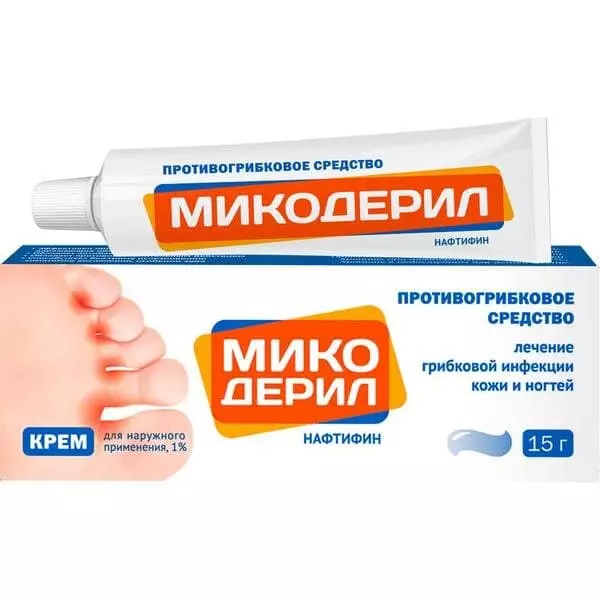 ПРОТИВОГРИБКОВОЕ СРЕДСТВО
МИКОДЕРИЛ
НАФТИФИН
ПРОТИВОГРИБКОВОЕ
СРЕДСТВО
лечение
грибковой инфекции
кожи и ногтей
МИКО
ДЕРИЛ
НАФТИФИН
КРЕМ
для наружного
применения, 1%
15 г